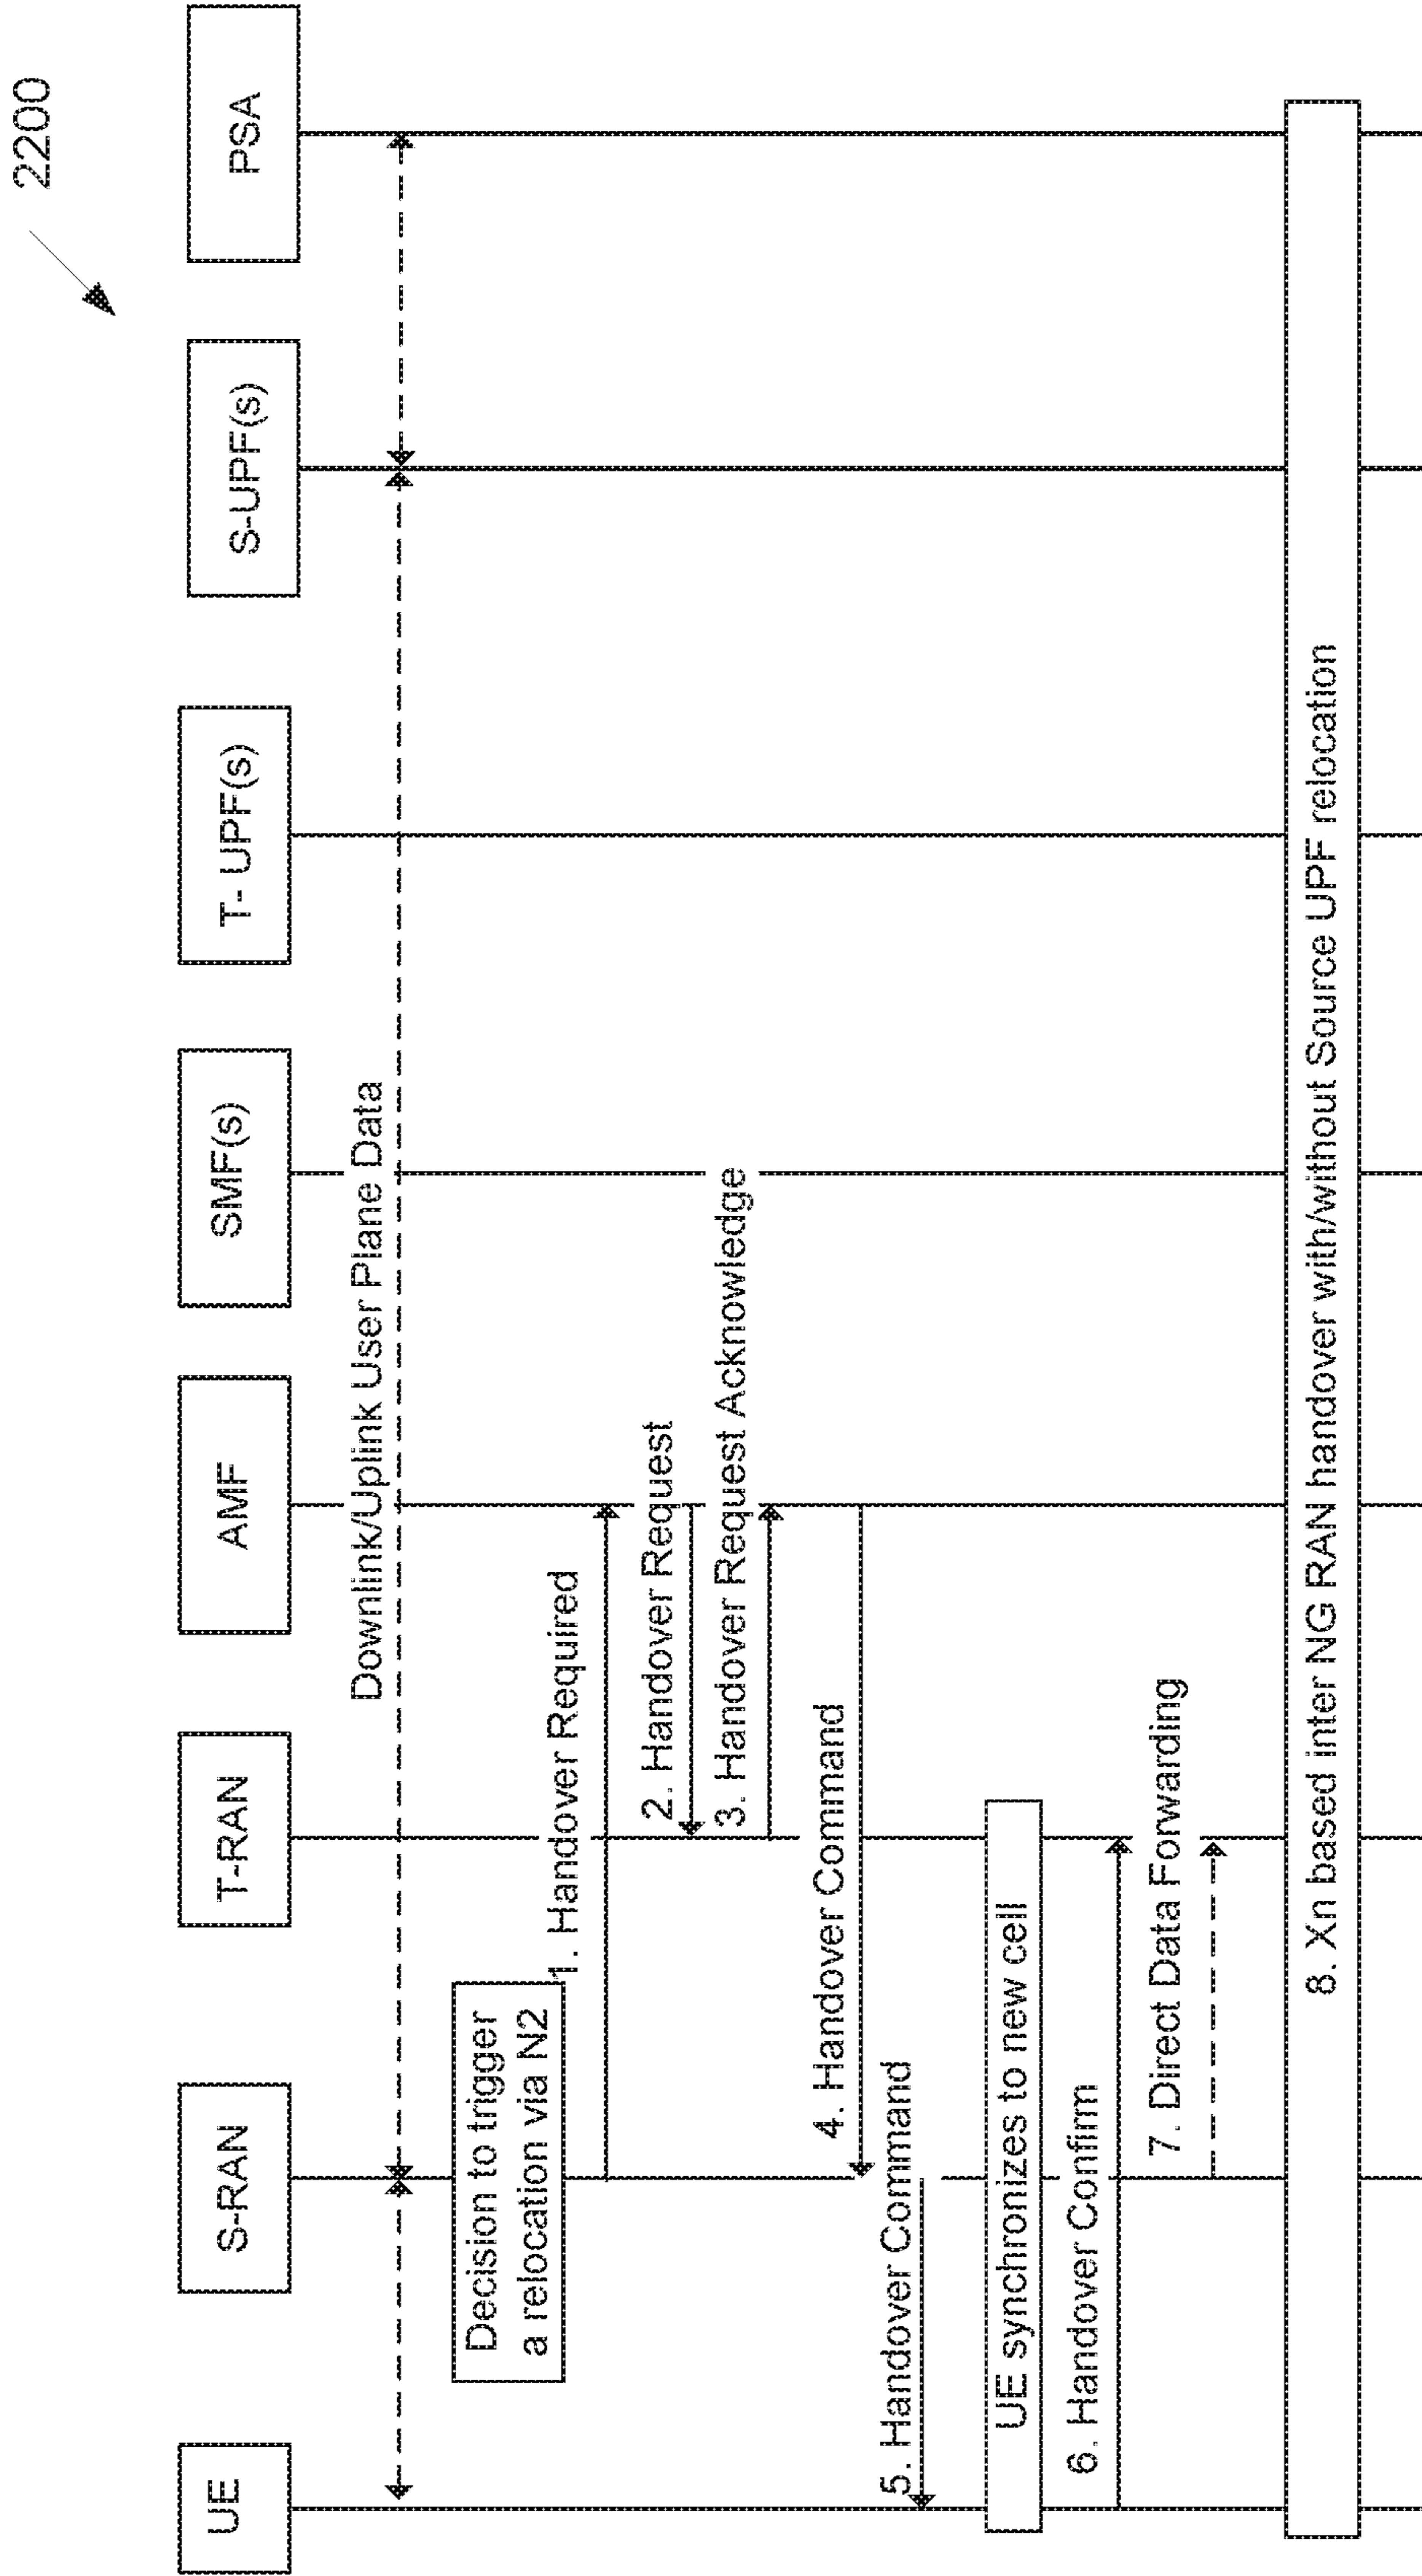 2200
UE
S-RAN
T-RAN
AMF
SMF(s)
T- UPF(s)
S-UPF(s)
PSA
Downlink/Uplink User Plane Data
Decision to trigger
a relocation via N2
1. Handover Required
2. Handover Request
3. Handover Request Acknowledge
4. Handover Command
5. Handover Command
UE synchronizes to new cell
6. Handover Confirm
7. Direct Data Forwarding
8. Xn based inter NG RAN handover with/without Source UPF relocation